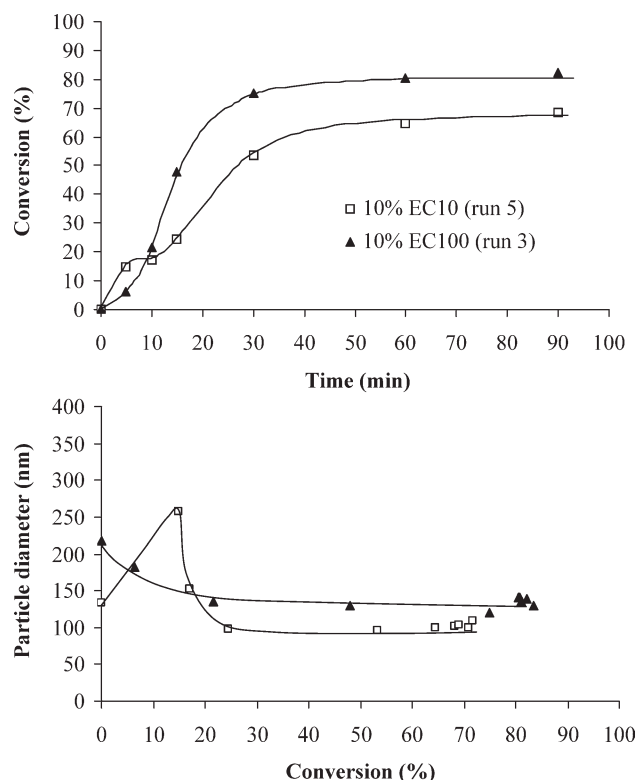 100
90
80
70
60
50
40
30
20
10
0
Conversion (%)
□ 10% EC10 (run 5)
▲ 10% EC100 (run 3)
0 10 20 30 40 50 60 70 80 90 100
Time (min)
400
350
300
250
200
150
100
50
0
Particle diameter (nm)
0 10 20 30 40 50 60 70 80 90 100
Conversion (%)